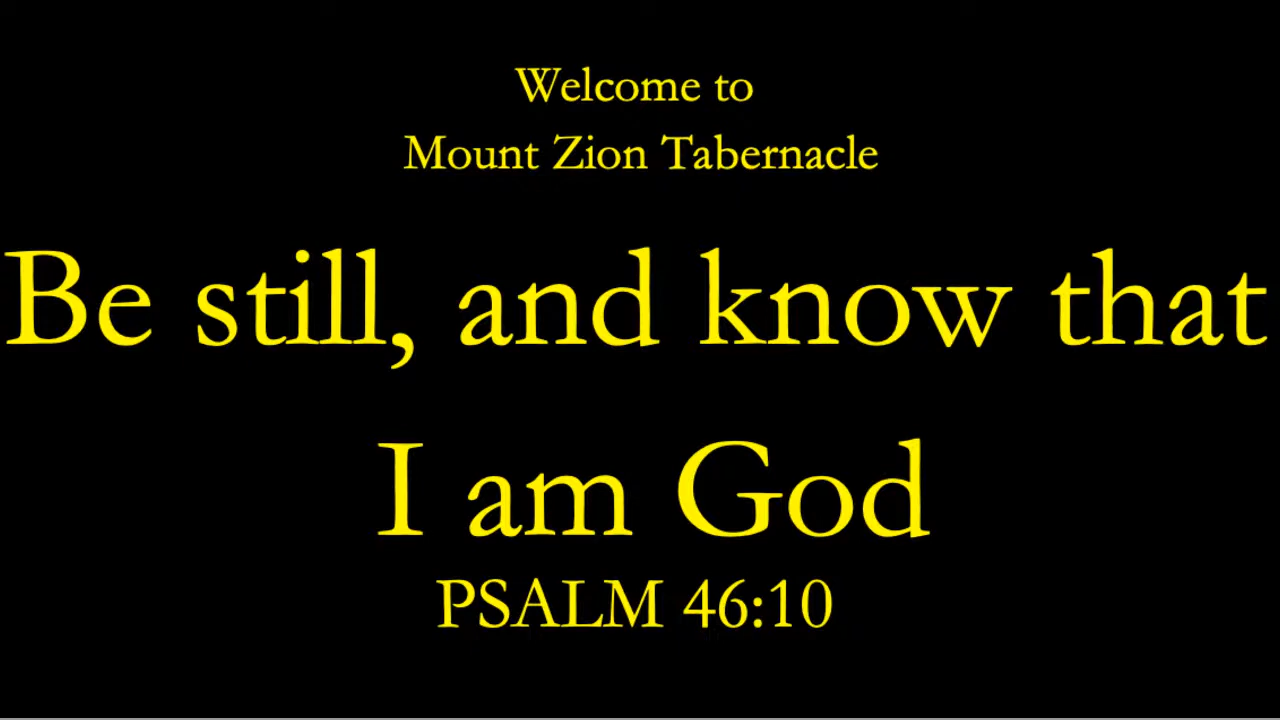 Welcome to
Mount Zion Tabernacle
Be still, and know that
I am God
PSALM 46:10